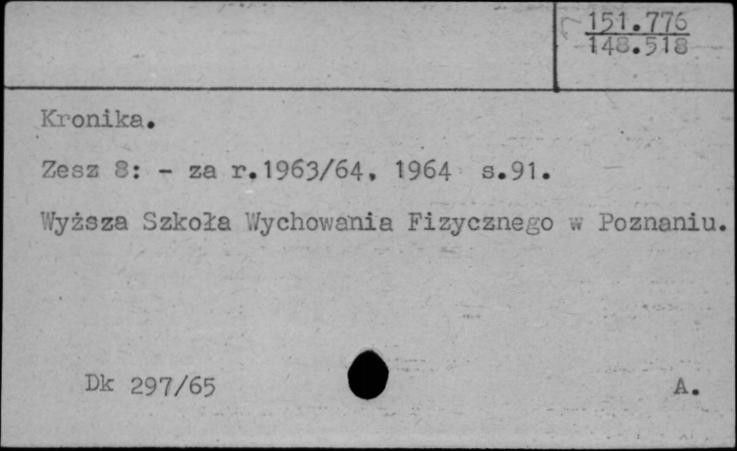 151.776
148.518
Kronika.
Zesz 8: - za r.1963/64, 1964 s.91.
Wyższa Szkoła Wychowania Fizycznego w Poznaniu.
Dk 297/65 A.